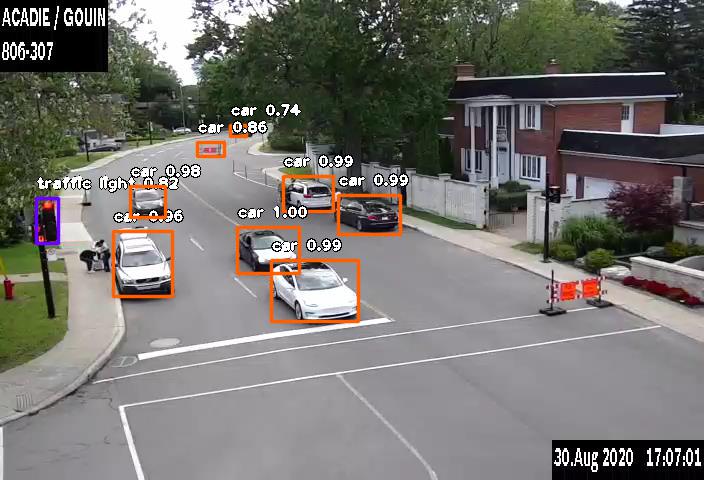 ACADIE / GOUIN
806-307
car 0.74
car 0.86
car 0.99
car 0.98
car 0.99
traffic light 0.82
car 0.96
car 1.00
car 0.99
30.Aug 2020 17:07:01